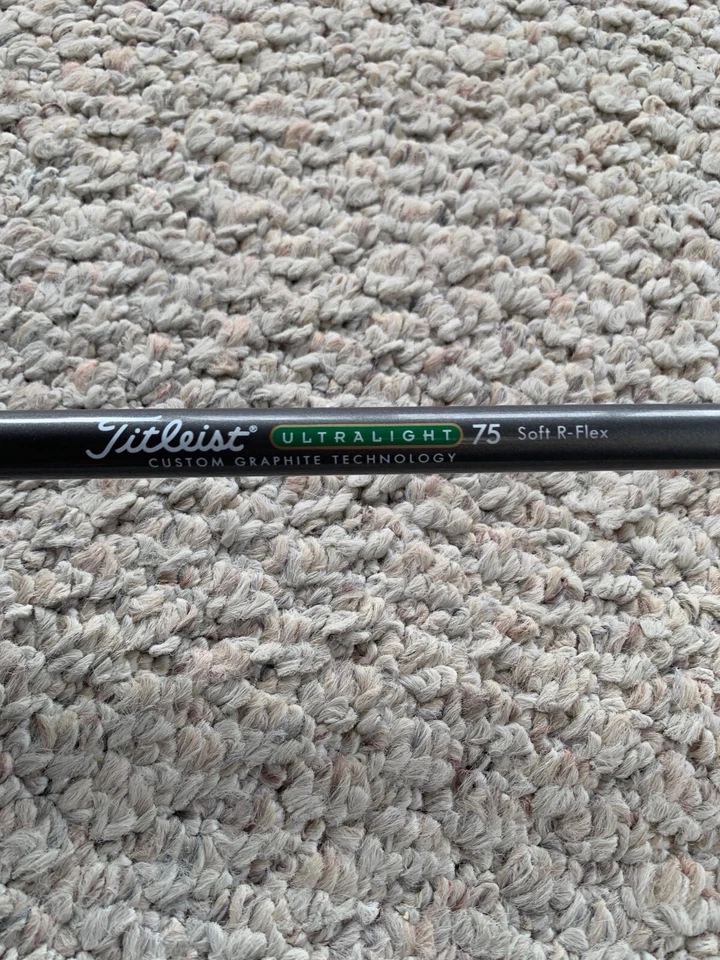 Titleist® ULTRALIGHT 75 Soft R-Flex
CUSTOM GRAPHITE TECHNOLOGY